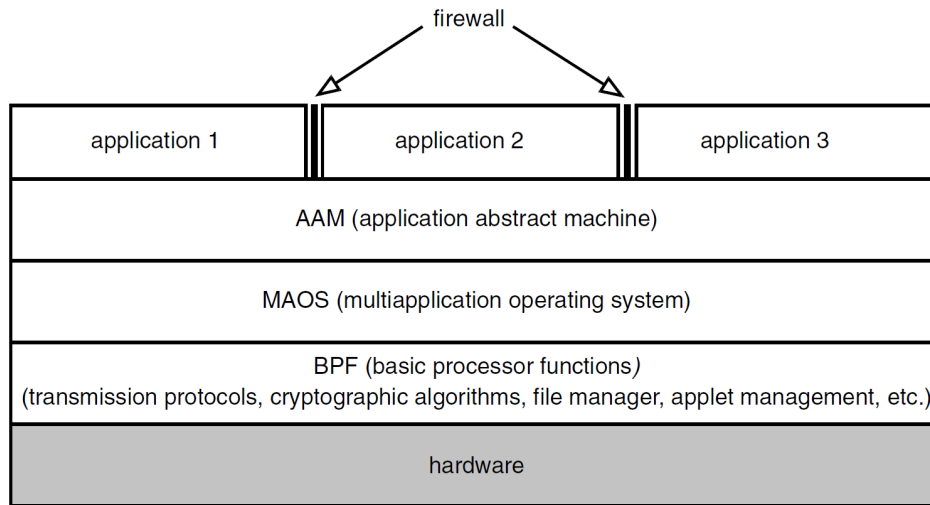 firewall
application 1
application 2
application 3
AAM (application abstract machine)
MAOS (multiapplication operating system)
BPF (basic processor functions)
(transmission protocols, cryptographic algorithms, file manager, applet management, etc.)
hardware